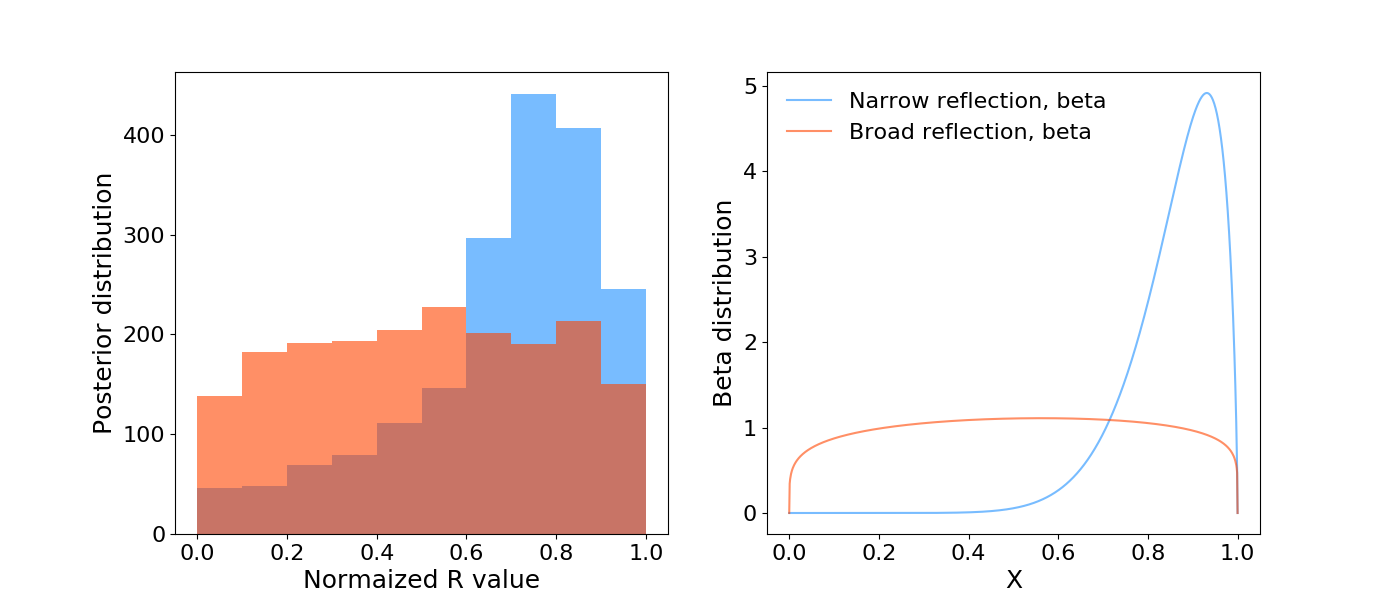 Posterior distribution
400
300
200
100
0
0.0 0.2 0.4 0.6 0.8 1.0
Normaized R value
Beta distribution
5
4
3
2
1
0
Narrow reflection, beta
Broad reflection, beta
0.0 0.2 0.4 0.6 0.8 1.0
X